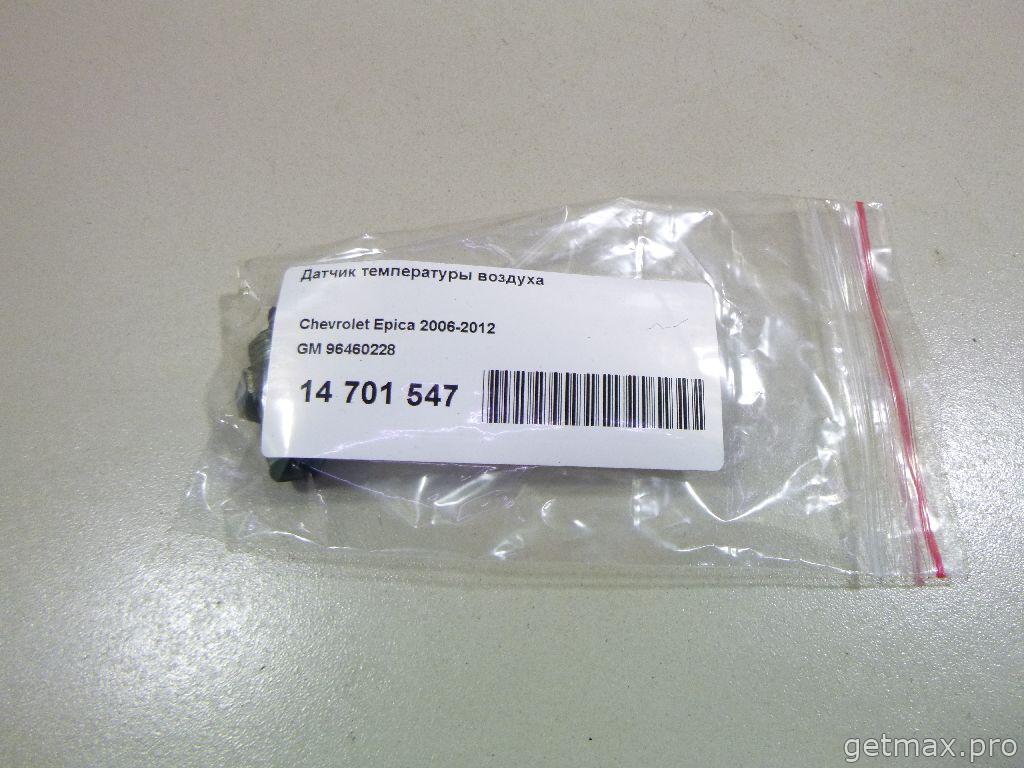 Датчик температуры воздуха
Chevrolet Epica 2006-2012
GM 96460228
14 701 547
getmax.pro